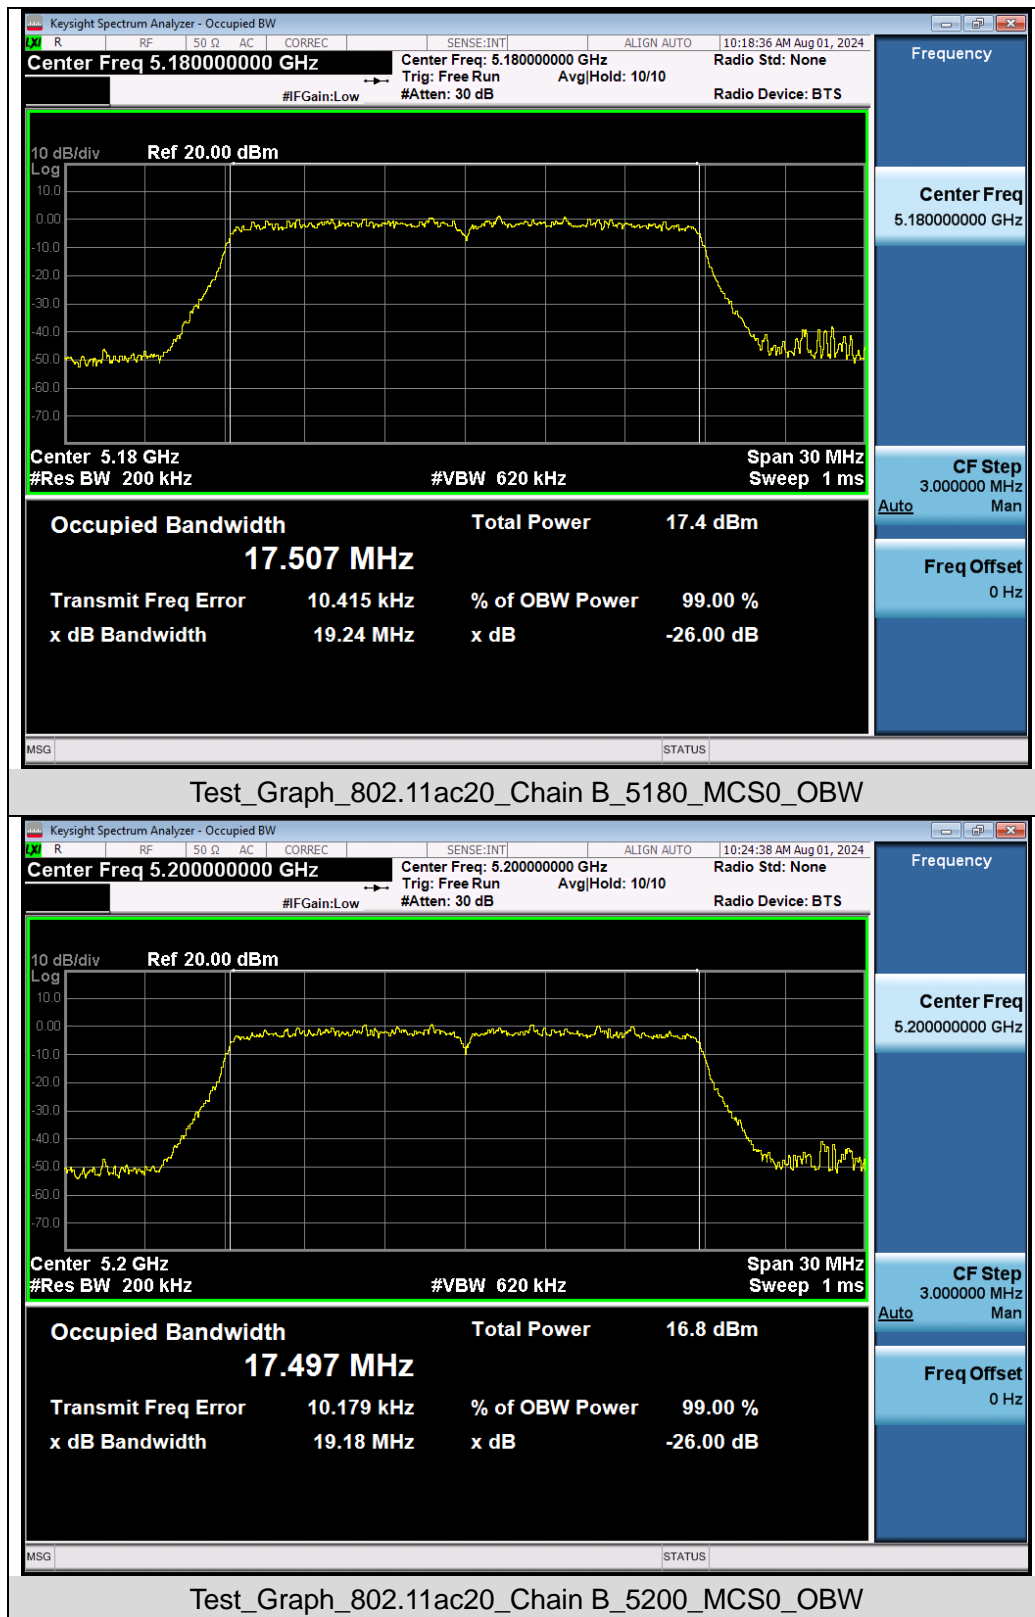 Keysight Spectrum Analyzer - Occupied BW
LXI R RF 50 Ω AC CORREC SENSE:INT ALIGN AUTO 10:18:36 AM Aug 01, 2024
Center Freq 5.180000000 GHz
Center Freq: 5.180000000 GHz
Radio Std: None
Trig: Free Run Avg|Hold: 10/10
#IFGain:Low
#Atten: 30 dB
Radio Device: BTS
Frequency
10 dB/div Ref 20.00 dBm
Log
10.0
0.00
-10.0
-20.0
-30.0
-40.0
-50.0
-60.0
-70.0
Center 5.18 GHz Span 30 MHz
#Res BW 200 kHz #VBW 620 kHz Sweep 1 ms
Center Freq
5.180000000 GHz
CF Step
3.000000 MHz
Auto Man
Freq Offset
0 Hz
Occupied Bandwidth Total Power 17.4 dBm
17.507 MHz
Transmit Freq Error 10.415 kHz % of OBW Power 99.00 %
x dB Bandwidth 19.24 MHz x dB -26.00 dB
MSG STATUS
Test_Graph_802.11ac20_Chain B_5180_MCS0_OBW
Keysight Spectrum Analyzer - Occupied BW
LXI R RF 50 Ω AC CORREC SENSE:INT ALIGN AUTO 10:24:38 AM Aug 01, 2024
Center Freq 5.200000000 GHz
Center Freq: 5.200000000 GHz
Radio Std: None
Trig: Free Run Avg|Hold: 10/10
#IFGain:Low
#Atten: 30 dB
Radio Device: BTS
Frequency
10 dB/div Ref 20.00 dBm
Log
10.0
0.00
-10.0
-20.0
-30.0
-40.0
-50.0
-60.0
-70.0
Center 5.2 GHz Span 30 MHz
#Res BW 200 kHz #VBW 620 kHz Sweep 1 ms
Center Freq
5.200000000 GHz
CF Step
3.000000 MHz
Auto Man
Freq Offset
0 Hz
Occupied Bandwidth Total Power 16.8 dBm
17.497 MHz
Transmit Freq Error 10.179 kHz % of OBW Power 99.00 %
x dB Bandwidth 19.18 MHz x dB -26.00 dB
MSG STATUS
Test_Graph_802.11ac20_Chain B_5200_MCS0_OBW